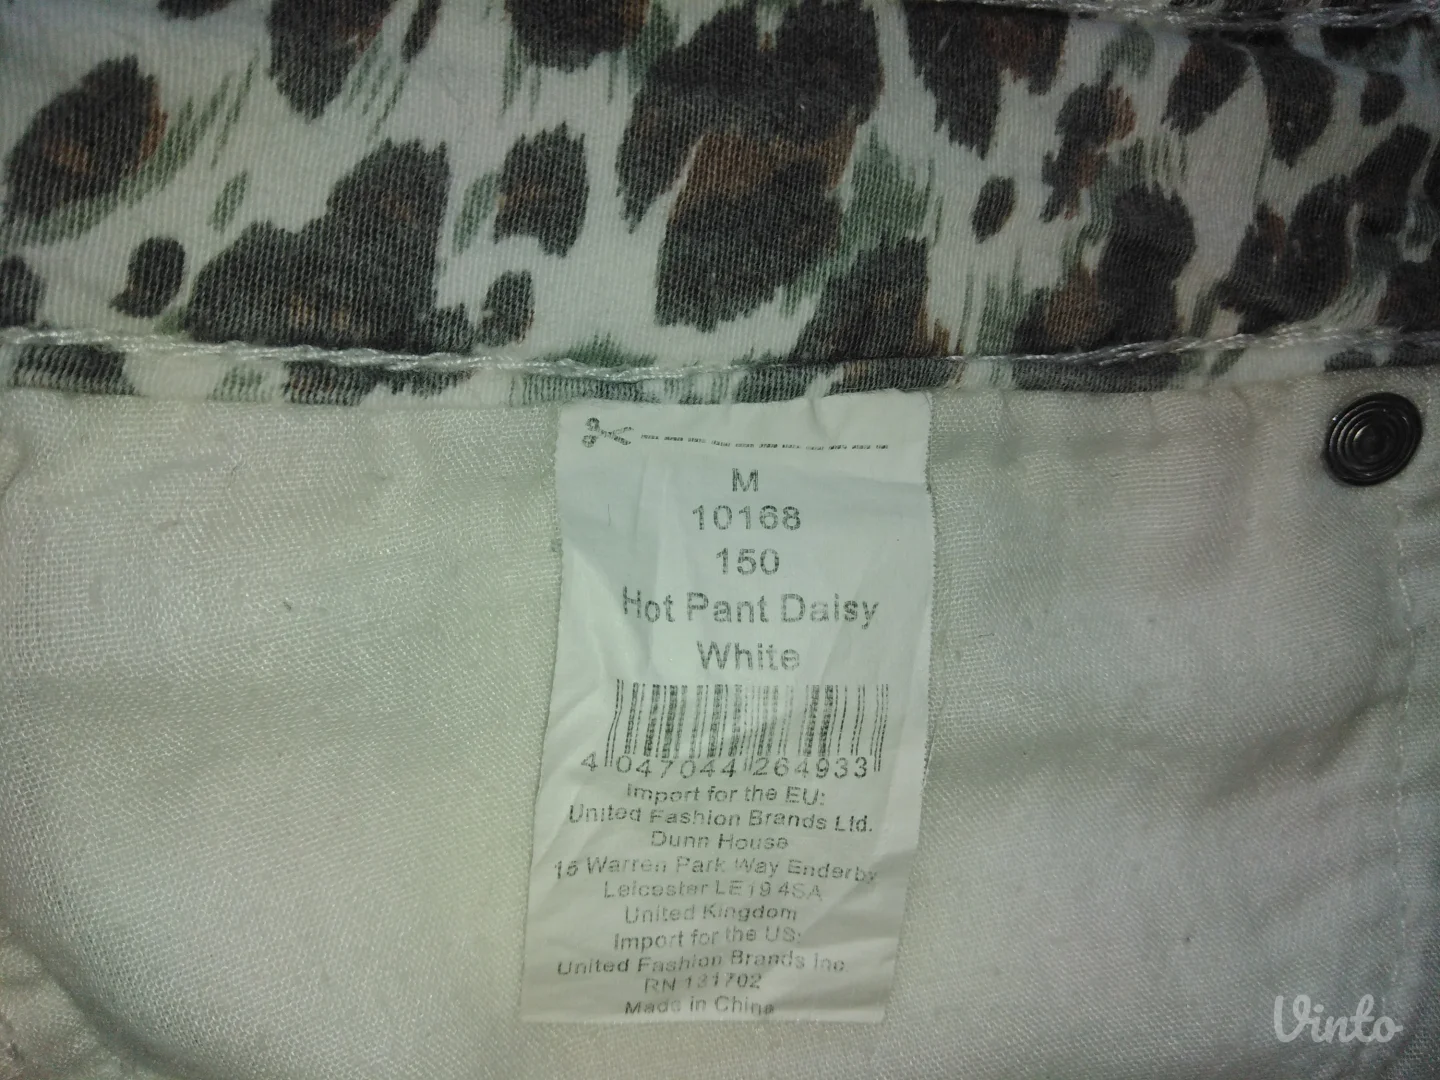 M
10168
150
Hot Pant Daisy
White
4 047044 264933
Import for the EU:
United Fashion Brands Ltd.
Dunn House
15 Warren Park Way Enderby
Leicester LE19 4SA
United Kingdom
Import for the US:
United Fashion Brands Inc.
RN 131702
Made in China
Vinto